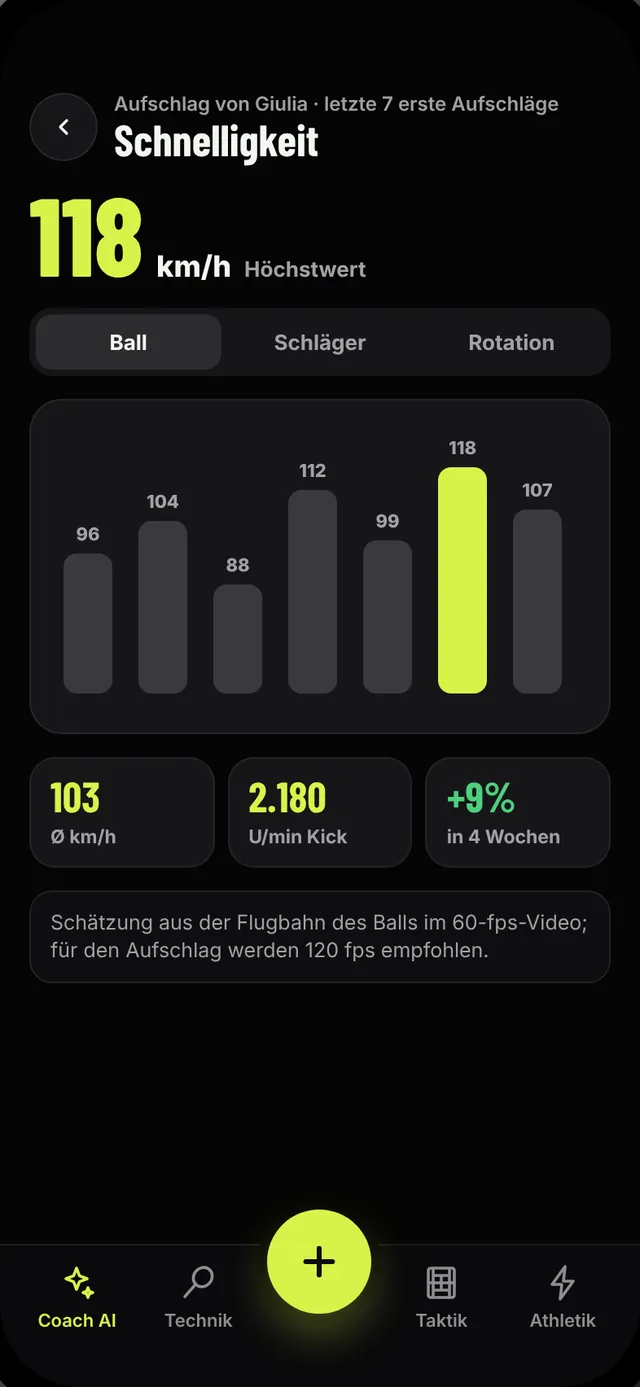 Aufschlag von Giulia · letzte 7 erste Aufschläge
Schnelligkeit
118 km/h Höchstwert
Ball Schläger Rotation
96 104 88 112 99 118 107
103 2.180 +9%
Ø km/h U/min Kick in 4 Wochen
Schätzung aus der Flugbahn des Balls im 60-fps-Video;
für den Aufschlag werden 120 fps empfohlen.
Coach AI Technik Taktik Athletik